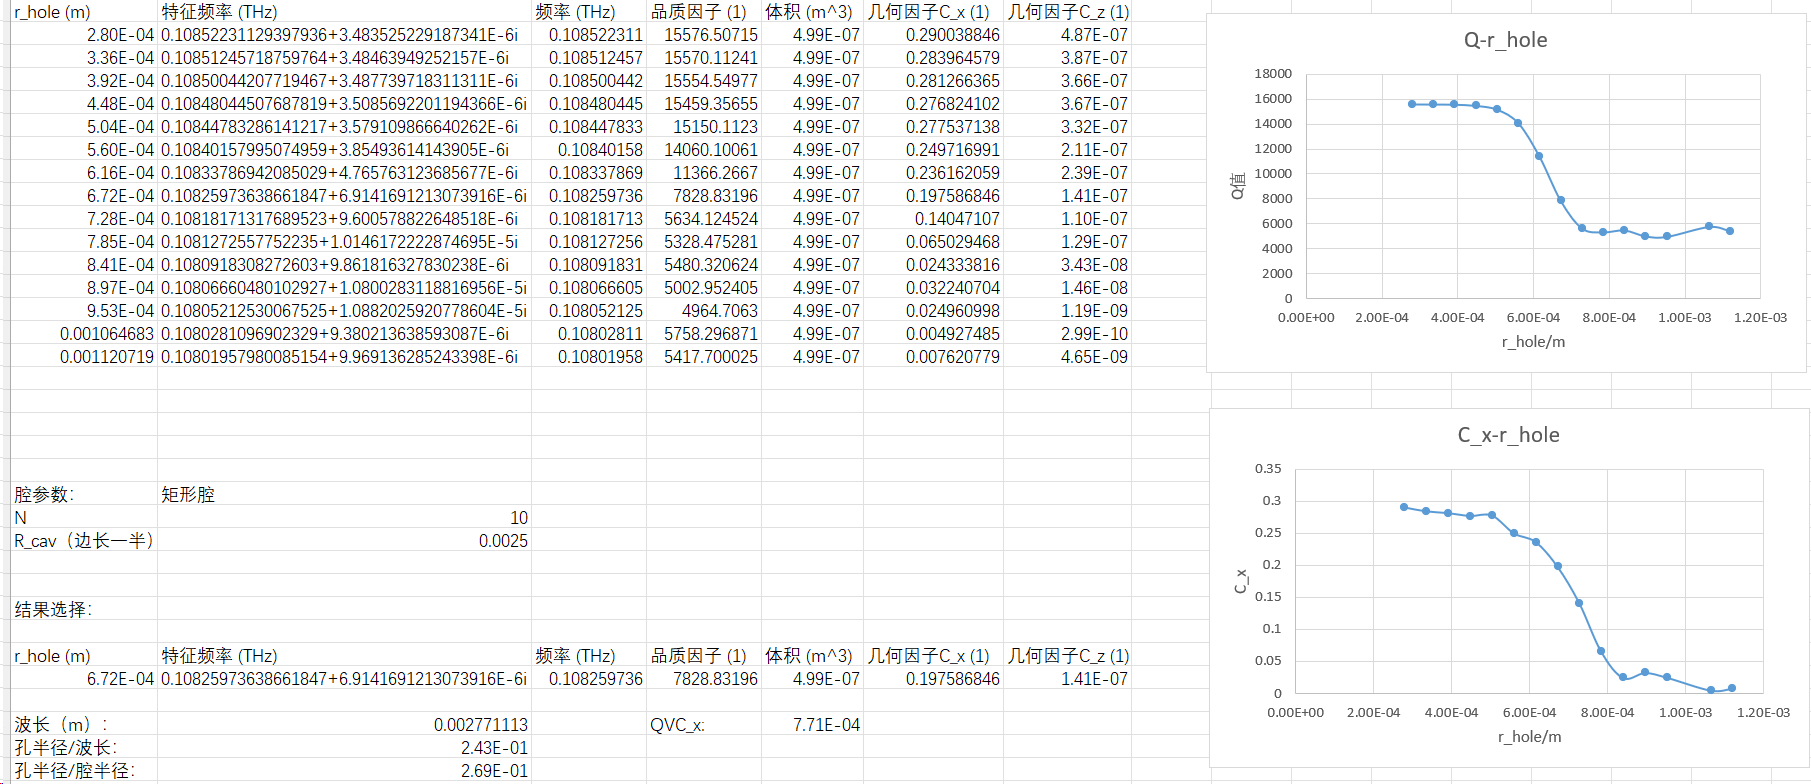 r_hole (m) 特征频率 (THz) 频率 (THz) 品质因子 (1) 体积 (m^3) 几何因子C_x (1) 几何因子C_z (1)
2.80E-04 0.10852231129397936+3.483525229187341E-6i 0.108522311 15576.50715 4.99E-07 0.290038846 4.87E-07
3.36E-04 0.10851245718759764+3.48463949252157E-6i 0.108512457 15570.11241 4.99E-07 0.283964579 3.87E-07
3.92E-04 0.10850044207719467+3.487739718311311E-6i 0.108500442 15554.54977 4.99E-07 0.281266365 3.66E-07
4.48E-04 0.10848044507687819+3.5085692201194366E-6i 0.108480445 15459.35655 4.99E-07 0.276824102 3.67E-07
5.04E-04 0.10844783286141217+3.579109866640262E-6i 0.108447833 15150.1123 4.99E-07 0.277537138 3.32E-07
5.60E-04 0.10840157995074959+3.85493614143905E-6i 0.10840158 14060.10061 4.99E-07 0.249716991 2.11E-07
6.16E-04 0.10833786942085029+4.765763123685677E-6i 0.108337869 11366.2667 4.99E-07 0.236162059 2.39E-07
6.72E-04 0.10825973638661847+6.9141691213073916E-6i 0.108259736 7828.83196 4.99E-07 0.197586846 1.41E-07
7.28E-04 0.10818171317689523+9.600578822648518E-6i 0.108181713 5634.124524 4.99E-07 0.14047107 1.10E-07
7.85E-04 0.1081272557752235+1.0146172222874695E-5i 0.108127256 5328.475281 4.99E-07 0.065029468 1.29E-07
8.41E-04 0.1080918308272603+9.861816327830238E-6i 0.108091831 5480.320624 4.99E-07 0.024333816 3.43E-08
8.97E-04 0.10806660480102927+1.0800283118816956E-5i 0.108066605 5002.952405 4.99E-07 0.032240704 1.46E-08
9.53E-04 0.10805212530067525+1.0882025920778604E-5i 0.108052125 4964.7063 4.99E-07 0.024960998 1.19E-09
0.001064683 0.1080281096902329+9.380213638593087E-6i 0.10802811 5758.296871 4.99E-07 0.004927485 2.99E-10
0.001120719 0.10801957980085154+9.969136285243398E-6i 0.10801958 5417.700025 4.99E-07 0.007620779 4.65E-09
腔参数: 矩形腔
N 10
R_cav（边长一半） 0.0025
结果选择:
r_hole (m) 特征频率 (THz) 频率 (THz) 品质因子 (1) 体积 (m^3) 几何因子C_x (1) 几何因子C_z (1)
6.72E-04 0.10825973638661847+6.9141691213073916E-6i 0.108259736 7828.83196 4.99E-07 0.197586846 1.41E-07
波长（m）: 0.002771113 QVC_x: 7.71E-04
孔半径/波长: 2.43E-01
孔半径/腔半径: 2.69E-01
Q-r_hole
Q值
18000
16000
14000
12000
10000
8000
6000
4000
2000
0
0.00E+00 2.00E-04 4.00E-04 6.00E-04 8.00E-04 1.00E-03 1.20E-03
r_hole/m
C_x-r_hole
C_x
0.35
0.3
0.25
0.2
0.15
0.1
0.05
0
0.00E+00 2.00E-04 4.00E-04 6.00E-04 8.00E-04 1.00E-03 1.20E-03
r_hole/m